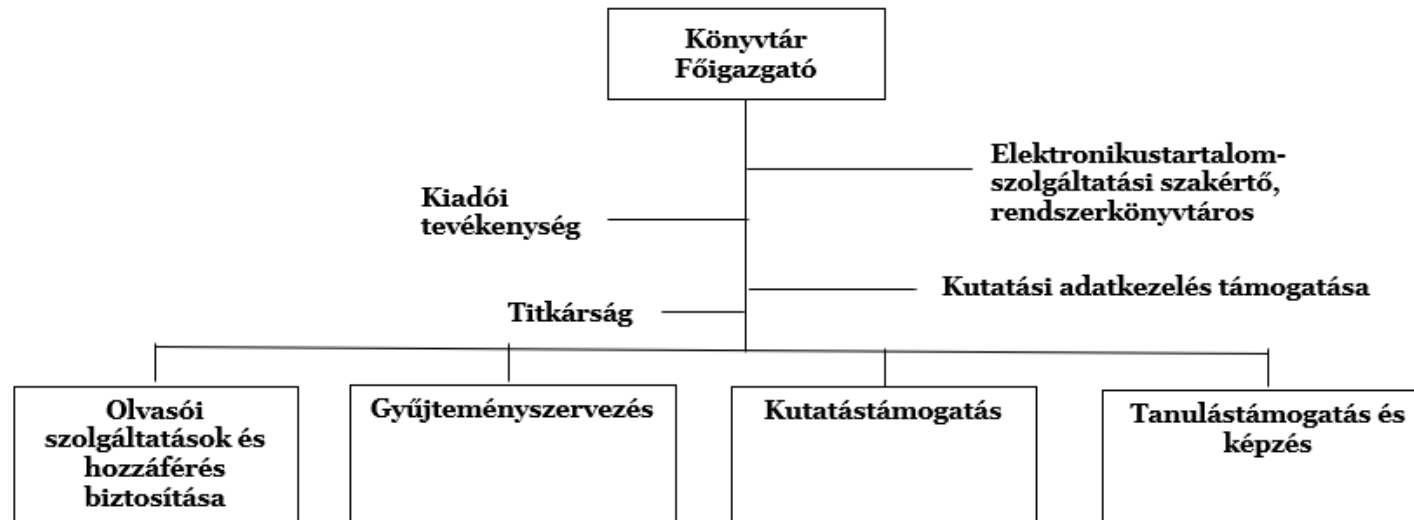 Könyvtár
Főigazgató
Elektronikustartalom-
szolgáltatási szakértő,
rendszerkönyvtáros
Kiadói
tevékenység
Kutatási adatkezelés támogatása
Titkárság
Olvasói
szolgáltatások és
hozzáférés
biztosítása
Gyűjteményszervezés
Kutatástámogatás
Tanulástámogatás és
képzés